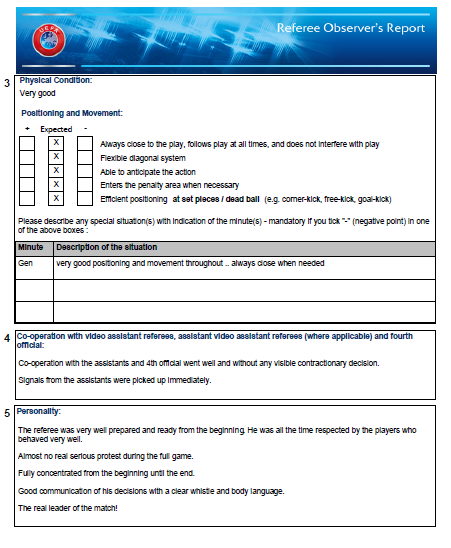 UEFA
Referee Observer's Report
3 Physical Condition:
Very good
Positioning and Movement:
+ Expected -
X Always close to the play, follows play at all times, and does not interfere with play
X Flexible diagonal system
X Able to anticipate the action
X Enters the penalty area when necessary
X Efficient positioning at set pieces / dead ball (e.g. corner-kick, free-kick, goal-kick)
Please describe any special situation(s) with indication of the minute(s) - mandatory if you tick "-" (negative point) in one
of the above boxes :
Minute Description of the situation
Gen very good positioning and movement throughout .. always close when needed
4 Co-operation with video assistant referees, assistant video assistant referees (where applicable) and fourth
official:
Co-operation with the assistants and 4th official went well and without any visible contractionary decision.
Signals from the assistants were picked up immediately.
5 Personality:
The referee was very well prepared and ready from the beginning. He was all the time respected by the players who
behaved very well.
Almost no real serious protest during the full game.
Fully concentrated from the beginning until the end.
Good communication of his decisions with a clear whistle and body language.
The real leader of the match!